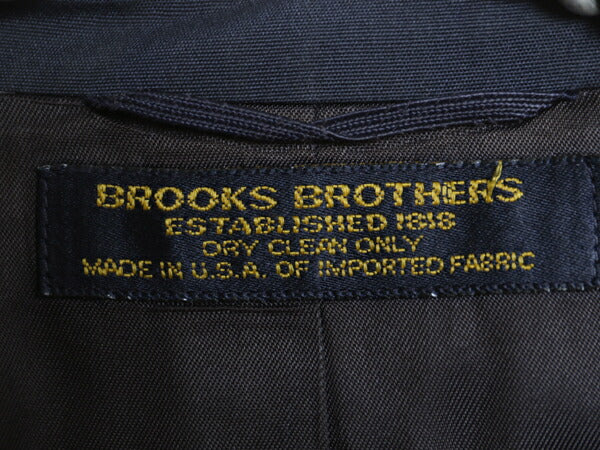 BROOKS BROTHERS
ESTABLISHED 1818
DRY CLEAN ONLY
MADE IN U.S.A. OF IMPORTED FABRIC